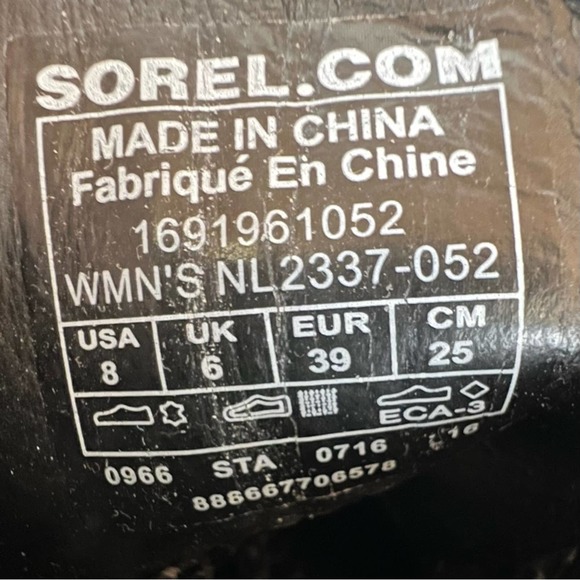 SOREL.COM
MADE IN CHINA
Fabriqué En Chine
1691961052
WMN'S NL2337-052
USA UK EUR CM
8 6 39 25
ECA-3
0966 STA 0716
888667706578